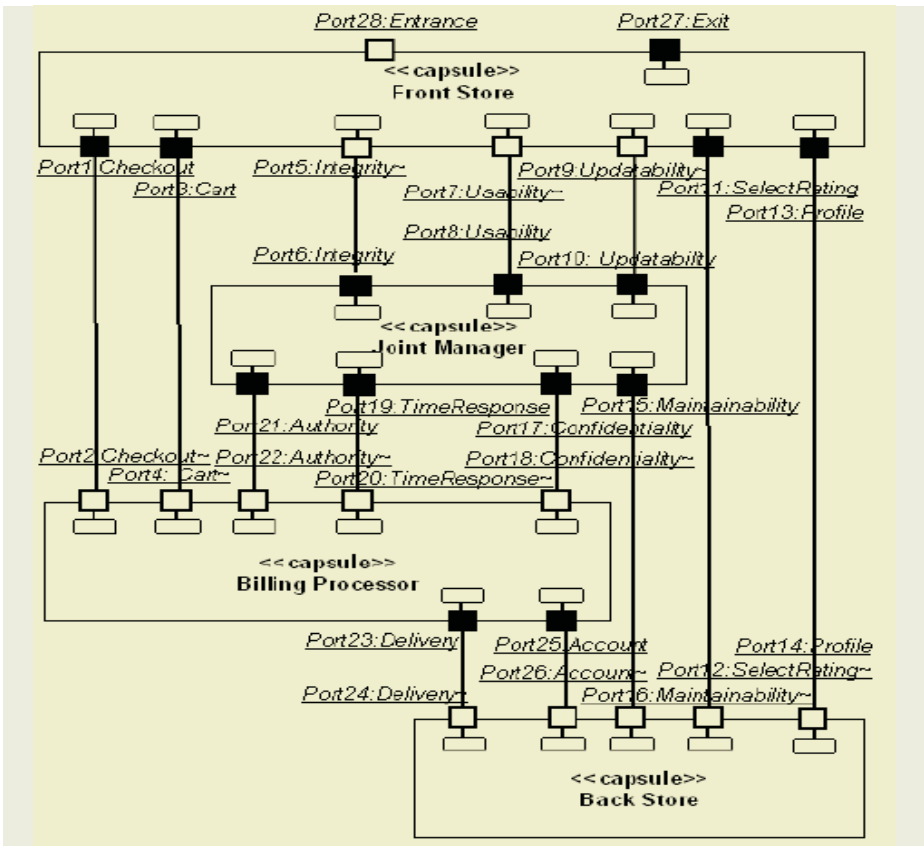 Port28:Entrance
Port27:Exit
<<capsule>>
Front Store
Port1:Checkout
Port3:Cart
Port5:Integrity~
Port7:Usability~
Port9:Updatability~
Port11:SelectRating
Port13:Profile
Port8:Usability
Port6:Integrity
Port10: Updatability
<<capsule>>
Joint Manager
Port19:TimeResponse
Port15:Maintainability
Port21:Authority
Port17:Confidentiality
Port2:Checkout~
Port22:Authority~
Port18:Confidentiality~
Port4: Cart~
Port20:TimeResponse~
<<capsule>>
Billing Processor
Port23:Delivery
Port25:Account
Port14:Profile
Port26:Account~
Port12:SelectRating~
Port24:Delivery~
Port16:Maintainability~
<<capsule>>
Back Store